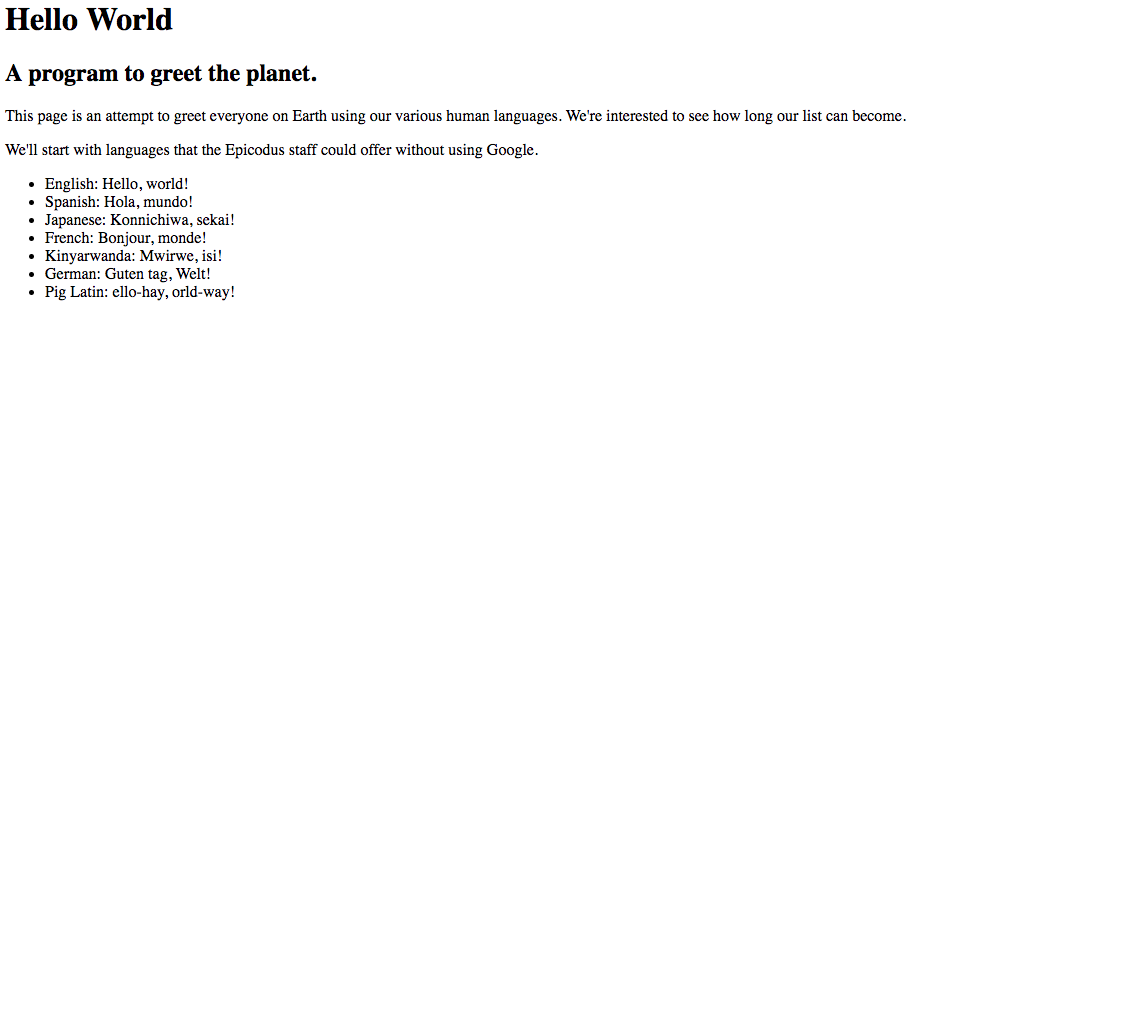 Hello World
A program to greet the planet.
This page is an attempt to greet everyone on Earth using our various human languages. We're interested to see how long our list can become.
We'll start with languages that the Epicodus staff could offer without using Google.
• English: Hello, world!
• Spanish: Hola, mundo!
• Japanese: Konnichiwa, sekai!
• French: Bonjour, monde!
• Kinyarwanda: Mwirwe, isi!
• German: Guten tag, Welt!
• Pig Latin: ello-hay, orld-way!